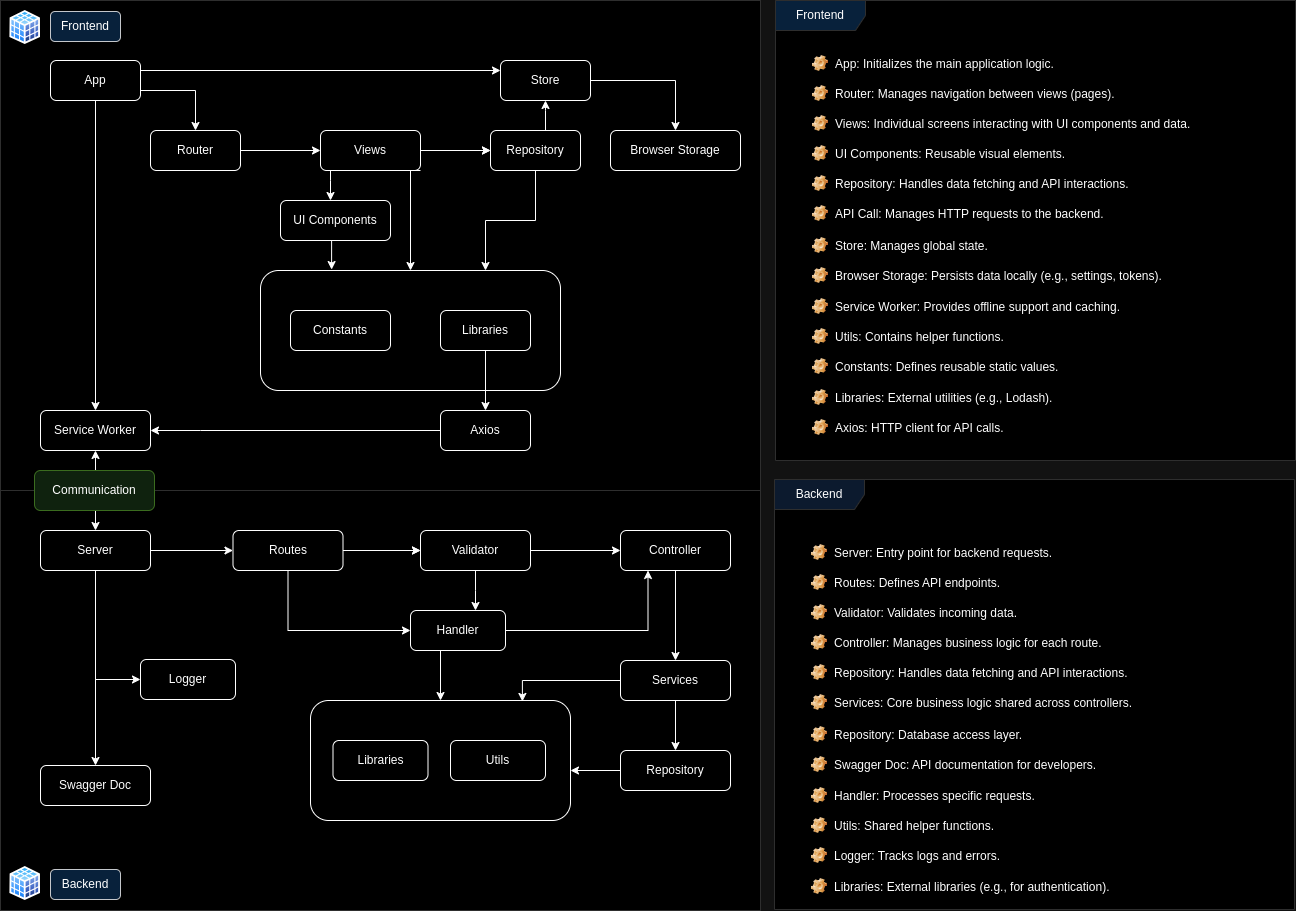 Frontend
App
Store
Router
Views
Repository
Browser Storage
UI Components
Constants
Libraries
Service Worker
Axios
Communication
Server
Routes
Validator
Controller
Handler
Logger
Services
Libraries
Utils
Repository
Swagger Doc
Backend
Frontend
App: Initializes the main application logic.
Router: Manages navigation between views (pages).
Views: Individual screens interacting with UI components and data.
UI Components: Reusable visual elements.
Repository: Handles data fetching and API interactions.
API Call: Manages HTTP requests to the backend.
Store: Manages global state.
Browser Storage: Persists data locally (e.g., settings, tokens).
Service Worker: Provides offline support and caching.
Utils: Contains helper functions.
Constants: Defines reusable static values.
Libraries: External utilities (e.g., Lodash).
Axios: HTTP client for API calls.
Backend
Server: Entry point for backend requests.
Routes: Defines API endpoints.
Validator: Validates incoming data.
Controller: Manages business logic for each route.
Repository: Handles data fetching and API interactions.
Services: Core business logic shared across controllers.
Repository: Database access layer.
Swagger Doc: API documentation for developers.
Handler: Processes specific requests.
Utils: Shared helper functions.
Logger: Tracks logs and errors.
Libraries: External libraries (e.g., for authentication).